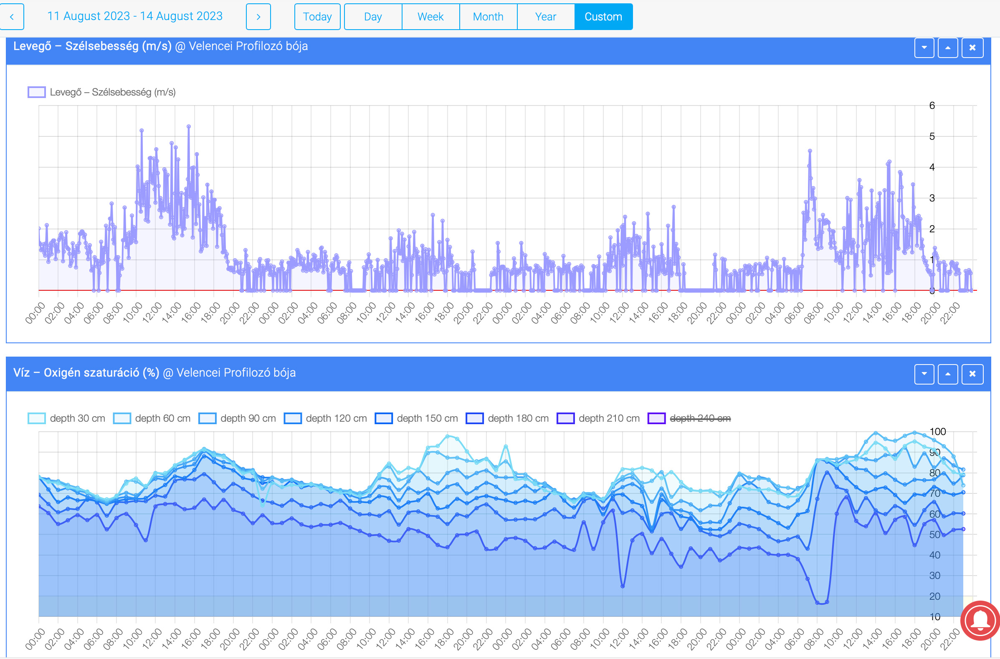 11 August 2023 - 14 August 2023 Today Day Week Month Year Custom
Levegő – Szélsebesség (m/s) @ Velencei Profilozó bója
Levegő – Szélsebesség (m/s)
6
5
4
3
2
1
0
00:00 02:00 04:00 06:00 08:00 10:00 12:00 14:00 16:00 18:00 20:00 22:00 00:00 02:00 04:00 06:00 08:00 10:00 12:00 14:00 16:00 18:00 20:00 22:00 00:00 02:00 04:00 06:00 08:00 10:00 12:00 14:00 16:00 18:00 20:00 22:00 00:00 02:00 04:00 06:00 08:00 10:00 12:00 14:00 16:00 18:00 20:00 22:00
Víz – Oxigén szaturáció (%) @ Velencei Profilozó bója
depth 30 cm depth 60 cm depth 90 cm depth 120 cm depth 150 cm depth 180 cm depth 210 cm depth 240 cm
100
90
80
70
60
50
40
30
20
10
00:00 02:00 04:00 06:00 08:00 10:00 12:00 14:00 16:00 18:00 20:00 22:00 00:00 02:00 04:00 06:00 08:00 10:00 12:00 14:00 16:00 18:00 20:00 22:00 00:00 02:00 04:00 06:00 08:00 10:00 12:00 14:00 16:00 18:00 20:00 22:00 00:00 02:00 04:00 06:00 08:00 10:00 12:00 14:00 16:00 18:00 20:00 22:00